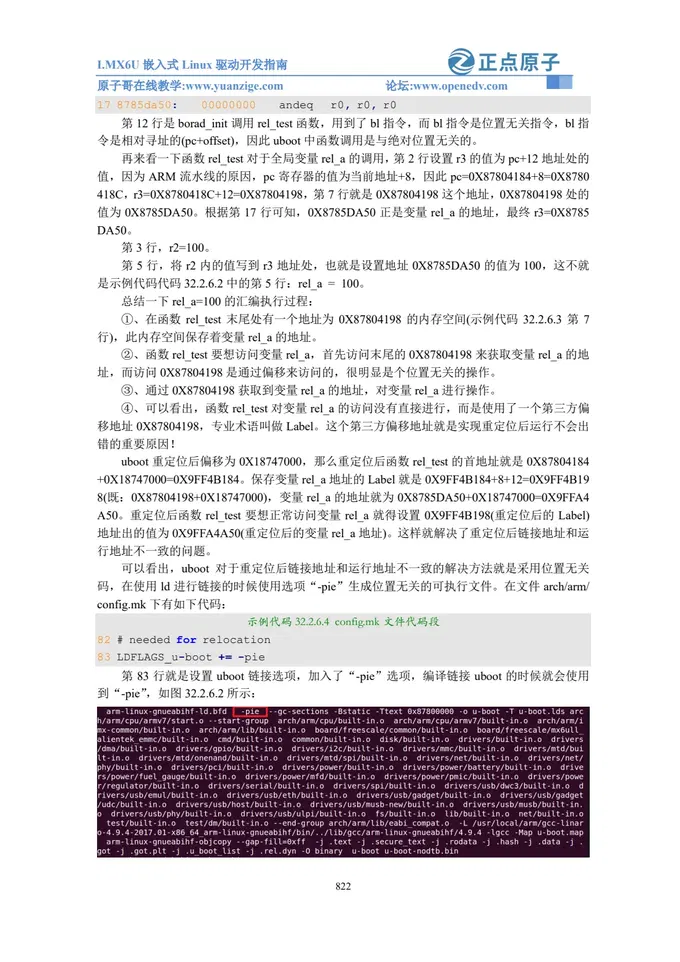 I.MX6U 嵌入式 Linux 驱动开发指南
正点原子
原子哥在线教学:www.yuanzige.com 论坛:www.openedv.com
17 8785da50: 00000000 andeq r0, r0, r0
第 12 行是 borad_init 调用 rel_test 函数，用到了 bl 指令，而 bl 指令是位置无关指令，bl 指
令是相对寻址的(pc+offset)，因此 uboot 中函数调用是与绝对位置无关的。
再来看一下函数 rel_test 对于全局变量 rel_a 的调用，第 2 行设置 r3 的值为 pc+12 地址处的
值，因为 ARM 流水线的原因，pc 寄存器的值为当前地址+8，因此 pc=0X87804184+8=0X8780
418C，r3=0X8780418C+12=0X87804198，第 7 行就是 0X87804198 这个地址，0X87804198 处的
值为 0X8785DA50。根据第 17 行可知，0X8785DA50 正是变量 rel_a 的地址，最终 r3=0X8785
DA50。
第 3 行，r2=100。
第 5 行，将 r2 内的值写到 r3 地址处，也就是设置地址 0X8785DA50 的值为 100，这不就
是示例代码代码 32.2.6.2 中的第 5 行：rel_a = 100。
总结一下 rel_a=100 的汇编执行过程：
①、在函数 rel_test 末尾处有一个地址为 0X87804198 的内存空间(示例代码 32.2.6.3 第 7
行)，此内存空间保存着变量 rel_a 的地址。
②、函数 rel_test 要想访问变量 rel_a，首先访问末尾的 0X87804198 来获取变量 rel_a 的地
址，而访问 0X87804198 是通过偏移来访问的，很明显是个位置无关的操作。
③、通过 0X87804198 获取到变量 rel_a 的地址，对变量 rel_a 进行操作。
④、可以看出，函数 rel_test 对变量 rel_a 的访问没有直接进行，而是使用了一个第三方偏
移地址 0X87804198，专业术语叫做 Label。这个第三方偏移地址就是实现重定位后运行不会出
错的重要原因！
uboot 重定位后偏移为 0X18747000，那么重定位后函数 rel_test 的首地址就是 0X87804184
+0X18747000=0X9FF4B184。保存变量 rel_a 地址的 Label 就是 0X9FF4B184+8+12=0X9FF4B19
8(既：0X87804198+0X18747000)，变量 rel_a 的地址就为 0X8785DA50+0X18747000=0X9FFA4
A50。重定位后函数 rel_test 要想正常访问变量 rel_a 就得设置 0X9FF4B198(重定位后的 Label)
地址出的值为 0X9FFA4A50(重定位后的变量 rel_a 地址)。这样就解决了重定位后链接地址和运
行地址不一致的问题。
可以看出，uboot 对于重定位后链接地址和运行地址不一致的解决方法就是采用位置无关
码，在使用 ld 进行链接的时候使用选项“-pie”生成位置无关的可执行文件。在文件 arch/arm/
config.mk 下有如下代码：
示例代码 32.2.6.4 config.mk 文件代码段
82 # needed for relocation
83 LDFLAGS_u-boot += -pie
第 83 行就是设置 uboot 链接选项，加入了“-pie”选项，编译链接 uboot 的时候就会使用
到“-pie”，如图 32.2.6.2 所示：
arm-linux-gnueabihf-ld.bfd -pie --gc-sections -Bstatic -Ttext 0x87800000 -o u-boot -T u-boot.lds arc
h/arm/cpu/armv7/start.o --start-group arch/arm/cpu/built-in.o arch/arm/cpu/armv7/built-in.o arch/arm/i
mx-common/built-in.o arch/arm/lib/built-in.o board/freescale/common/built-in.o board/freescale/mx6ull_
alientek_emmc/built-in.o cmd/built-in.o common/built-in.o disk/built-in.o drivers/built-in.o drivers
/dma/built-in.o drivers/gpio/built-in.o drivers/i2c/built-in.o drivers/mmc/built-in.o drivers/mtd/bui
lt-in.o drivers/mtd/onenand/built-in.o drivers/mtd/spi/built-in.o drivers/net/built-in.o drivers/net/
phy/built-in.o drivers/pci/built-in.o drivers/power/built-in.o drivers/power/battery/built-in.o drive
rs/power/fuel_gauge/built-in.o drivers/power/mfd/built-in.o drivers/power/pmic/built-in.o drivers/powe
r/regulator/built-in.o drivers/serial/built-in.o drivers/spi/built-in.o drivers/usb/dwc3/built-in.o d
rivers/usb/emul/built-in.o drivers/usb/eth/built-in.o drivers/usb/gadget/built-in.o drivers/usb/gadget
/udc/built-in.o drivers/usb/host/built-in.o drivers/usb/musb-new/built-in.o drivers/usb/musb/built-in.
o drivers/usb/phy/built-in.o drivers/usb/ulpi/built-in.o fs/built-in.o lib/built-in.o net/built-in.o
test/built-in.o test/dm/built-in.o --end-group arch/arm/lib/eabi_compat.o -L /usr/local/arm/gcc-linar
o-4.9.4-2017.01-x86_64_arm-linux-gnueabihf/bin/../lib/gcc/arm-linux-gnueabihf/4.9.4 -lgcc -Map u-boot.map
arm-linux-gnueabihf-objcopy --gap-fill=0xff -j .text -j .secure_text -j .rodata -j .hash -j .data -j .
got -j .got.plt -j .u_boot_list -j .rel.dyn -O binary u-boot u-boot-nodtb.bin
822